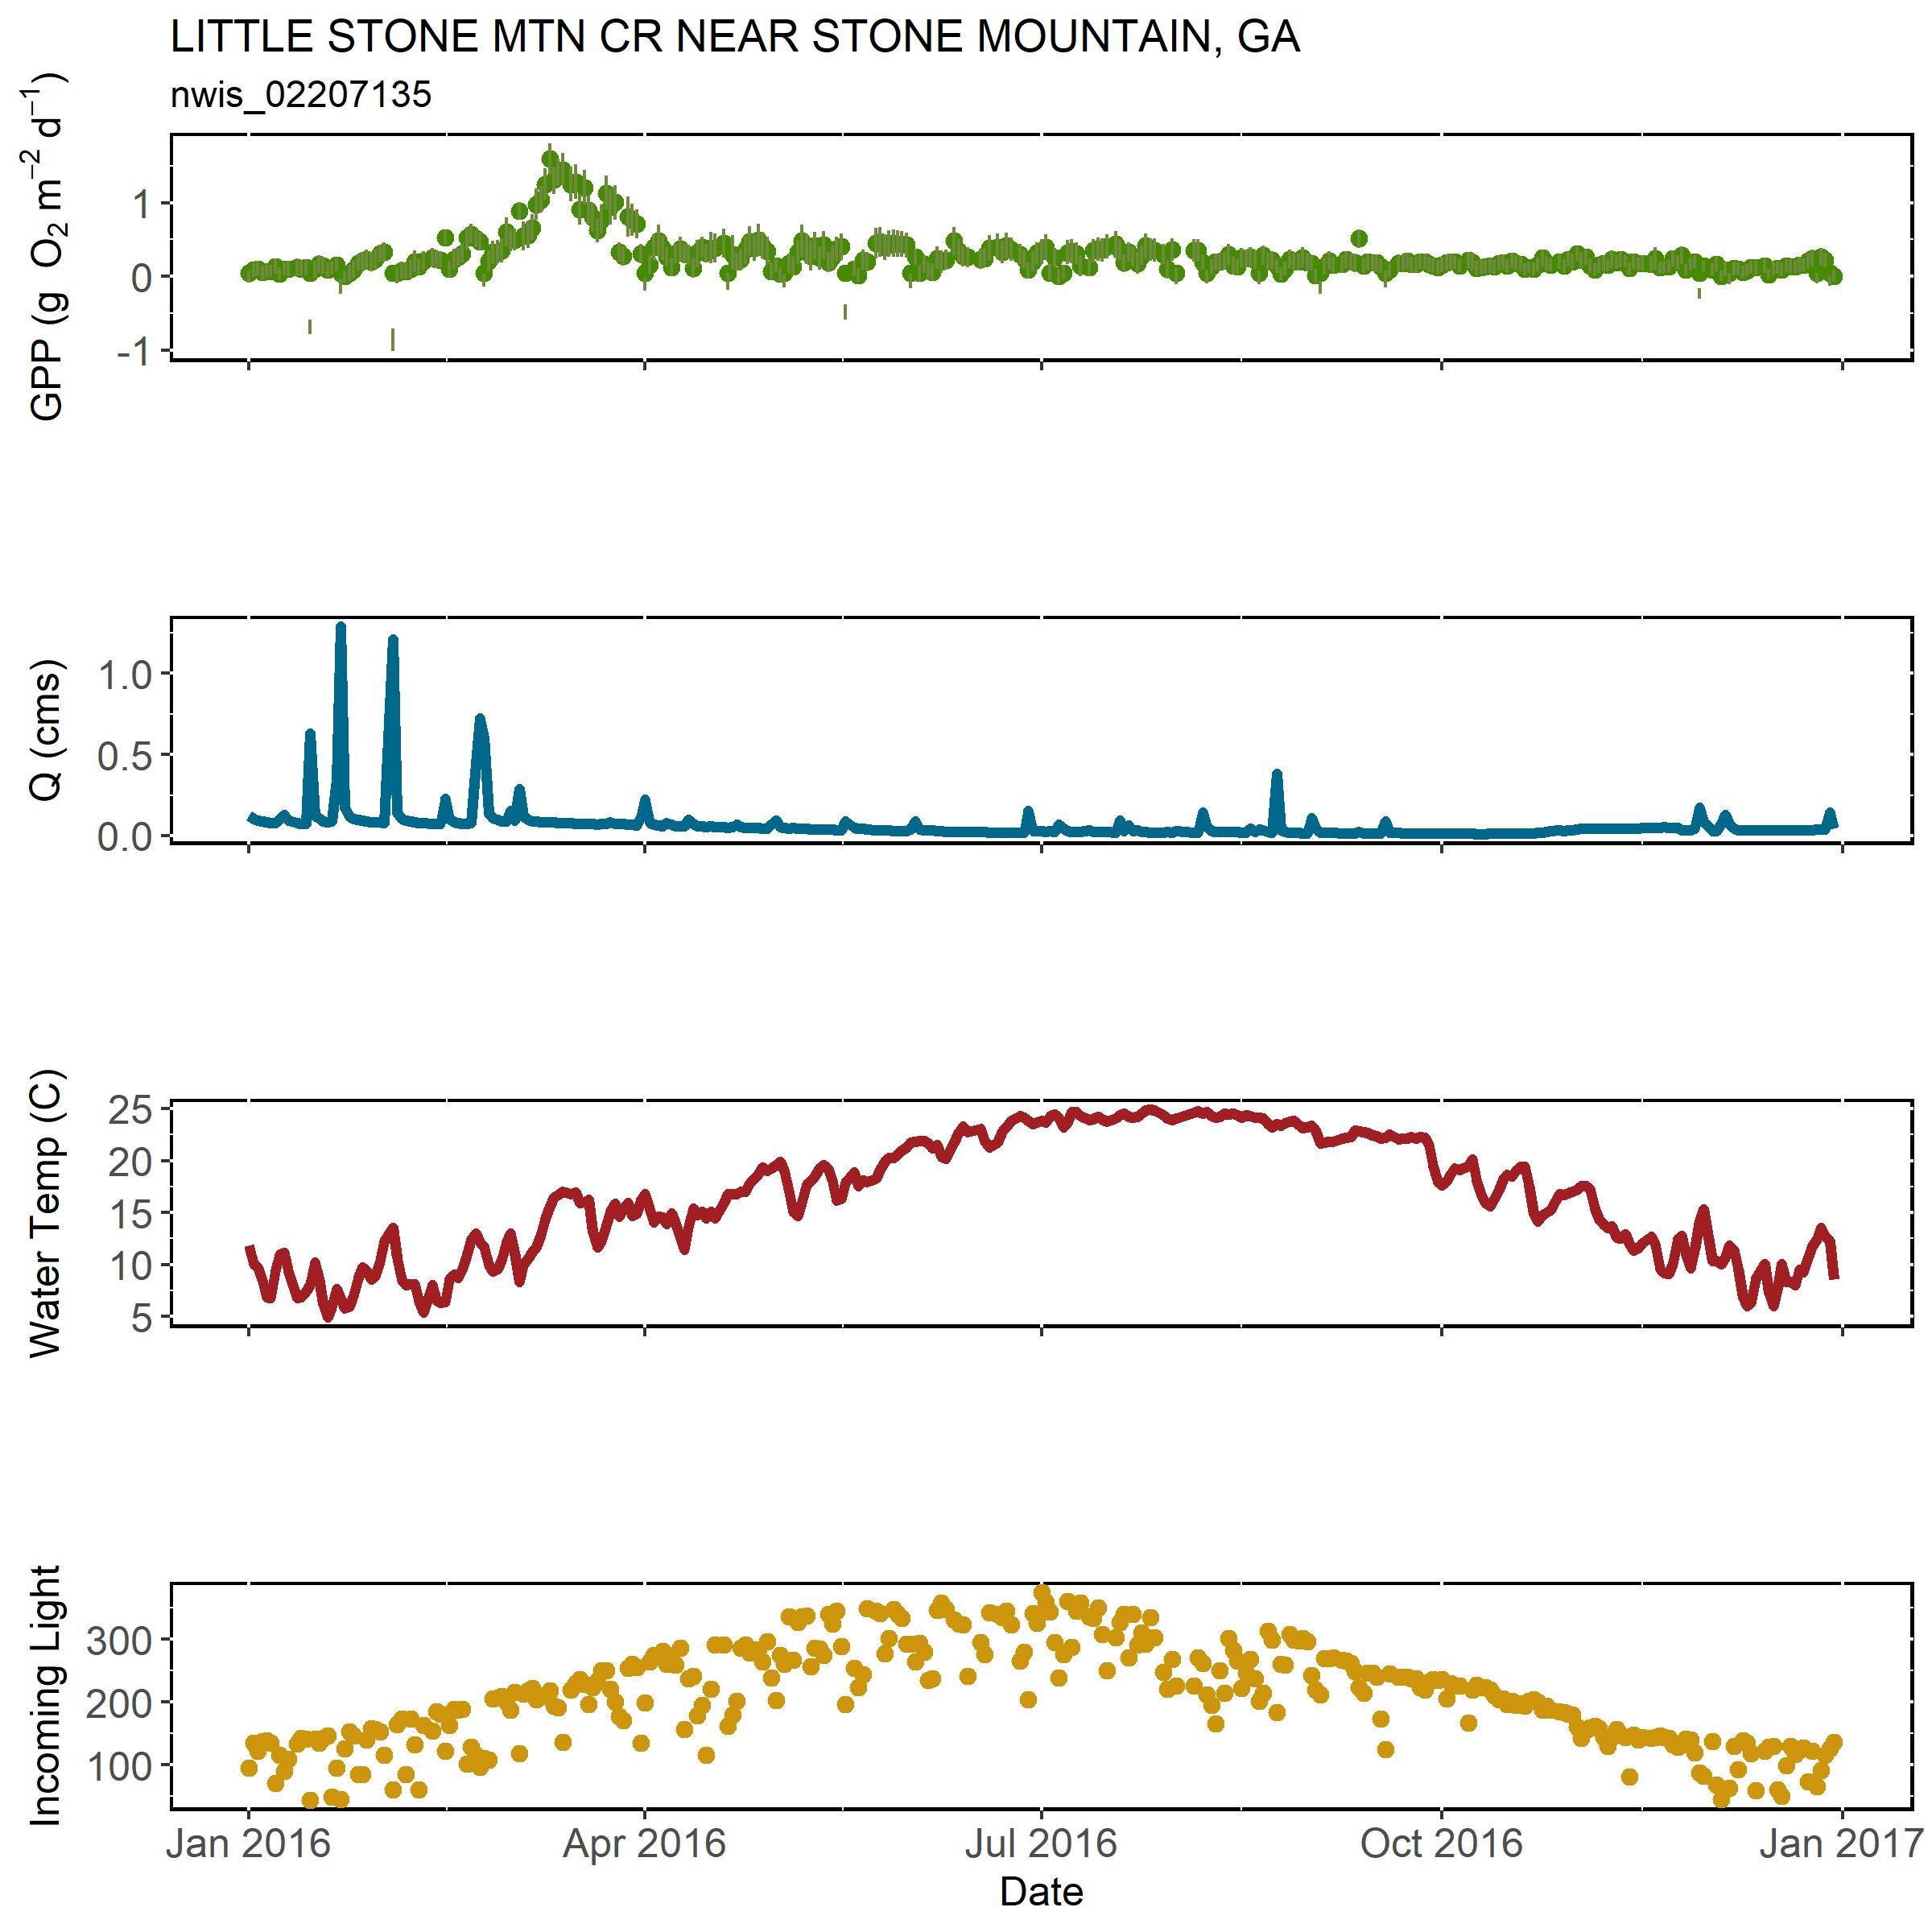 LITTLE STONE MTN CR NEAR STONE MOUNTAIN, GA
nwis_02207135
GPP (g O₂ m⁻² d⁻¹)
1
0
-1
Q (cms)
1.0
0.5
0.0
Water Temp (C)
25
20
15
10
5
Incoming Light
300
200
100
Jan 2016 Apr 2016 Jul 2016 Oct 2016 Jan 2017
Date